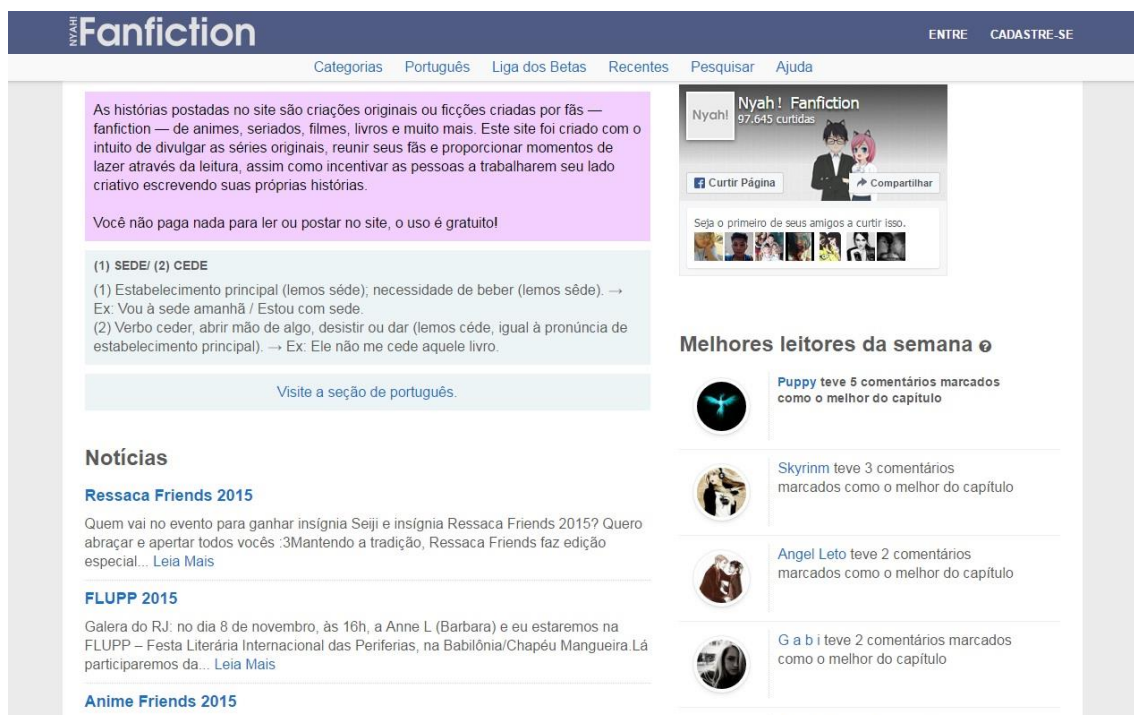 NYAH!
Fanfiction
ENTRE CADASTRE-SE
Categorias Português Liga dos Betas Recentes Pesquisar Ajuda
As histórias postadas no site são criações originais ou ficções criadas por fãs —
fanfiction — de animes, seriados, filmes, livros e muito mais. Este site foi criado com o
intuito de divulgar as séries originais, reunir seus fãs e proporcionar momentos de
lazer através da leitura, assim como incentivar as pessoas a trabalharem seu lado
criativo escrevendo suas próprias histórias.
Você não paga nada para ler ou postar no site, o uso é gratuito!
(1) SEDE/ (2) CEDE
(1) Estabelecimento principal (lemos séde); necessidade de beber (lemos sêde). →
Ex: Vou à sede amanhã / Estou com sede.
(2) Verbo ceder, abrir mão de algo, desistir ou dar (lemos céde, igual à pronúncia de
estabelecimento principal). → Ex: Ele não me cede aquele livro.
Visite a seção de português.
Notícias
Ressaca Friends 2015
Quem vai no evento para ganhar insígnia Seiji e insígnia Ressaca Friends 2015? Quero
abraçar e apertar todos vocês :3Mantendo a tradição, Ressaca Friends faz edição
especial... Leia Mais
FLUPP 2015
Galera do RJ: no dia 8 de novembro, às 16h, a Anne L (Barbara) e eu estaremos na
FLUPP – Festa Literária Internacional das Periferias, na Babilônia/Chapéu Mangueira.Lá
participaremos da... Leia Mais
Anime Friends 2015
Nyah!
Nyah ! Fanfiction
97.645 curtidas
Curtir Página
Compartilhar
Seja o primeiro de seus amigos a curtir isso.
Melhores leitores da semana
Puppy teve 5 comentários marcados
como o melhor do capítulo
Skyrinm teve 3 comentários
marcados como o melhor do capítulo
Angel Leto teve 2 comentários
marcados como o melhor do capítulo
G a b i teve 2 comentários marcados
como o melhor do capítulo